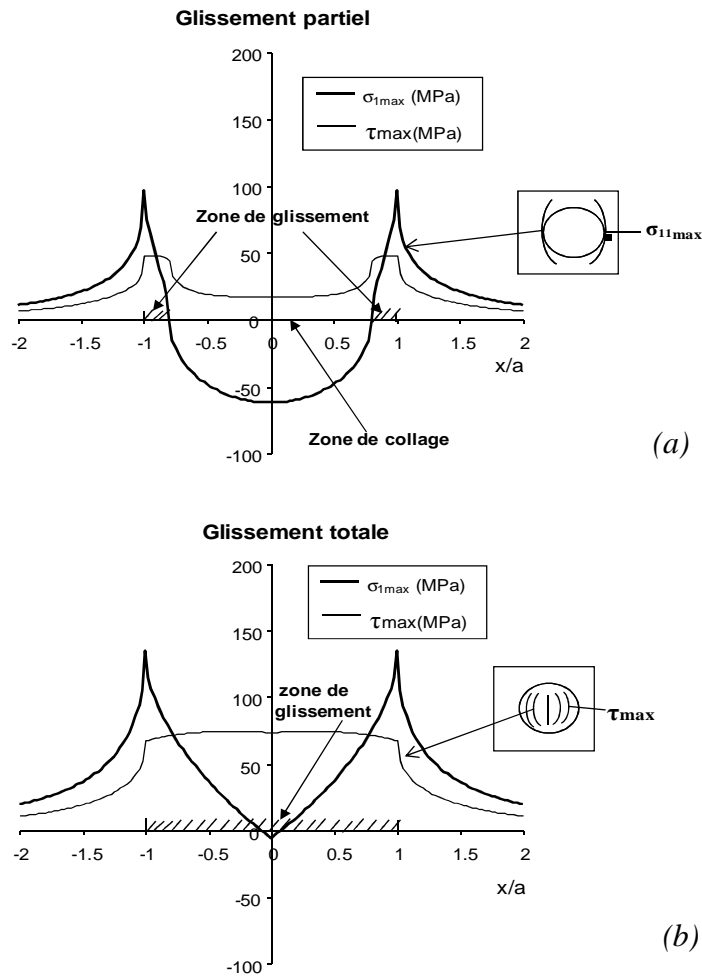 Glissement partiel
200
150
100
50
0
-50
-100
σ1max (MPa)
τmax(MPa)
Zone de glissement
σ11max
-2 -1.5 -1 -0.5 0 0.5 1 1.5 2
x/a
Zone de collage
(a)
Glissement totale
200
150
100
50
0
-50
-100
σ1max (MPa)
τmax(MPa)
zone de
glissement
τmax
-2 -1.5 -1 -0.5 0 0.5 1 1.5 2
x/a
(b)